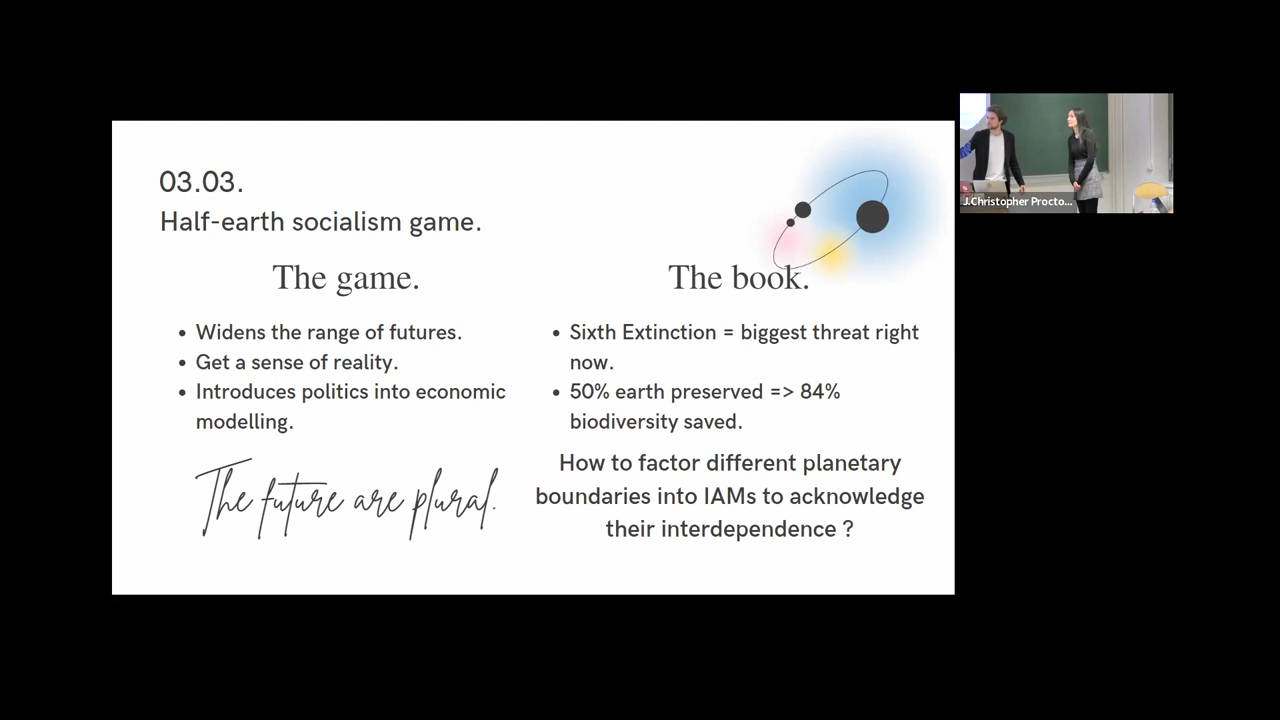 03.03.
Half-earth socialism game.
The game.
Widens the range of futures.
Get a sense of reality.
Introduces politics into economic
modelling.
The future are plural.
The book.
Sixth Extinction = biggest threat right
now.
50% earth preserved => 84%
biodiversity saved.
How to factor different planetary
boundaries into IAMs to acknowledge
their interdependence ?
J.Christopher Procto...